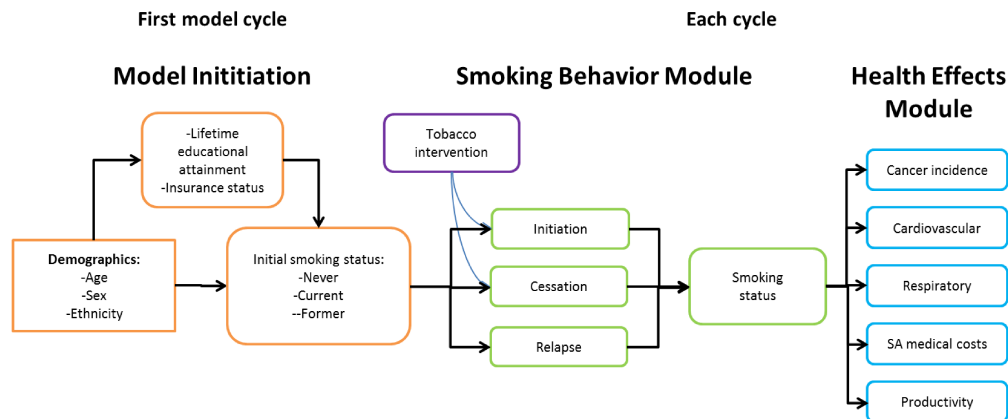 First model cycle
Each cycle
Model Inititiation
Smoking Behavior Module
Health Effects
Module
-Lifetime
educational
attainment
-Insurance status
Tobacco
intervention
Demographics:
-Age
-Sex
-Ethnicity
Initial smoking status:
-Never
-Current
--Former
Initiation
Cessation
Relapse
Smoking
status
Cancer incidence
Cardiovascular
Respiratory
SA medical costs
Productivity